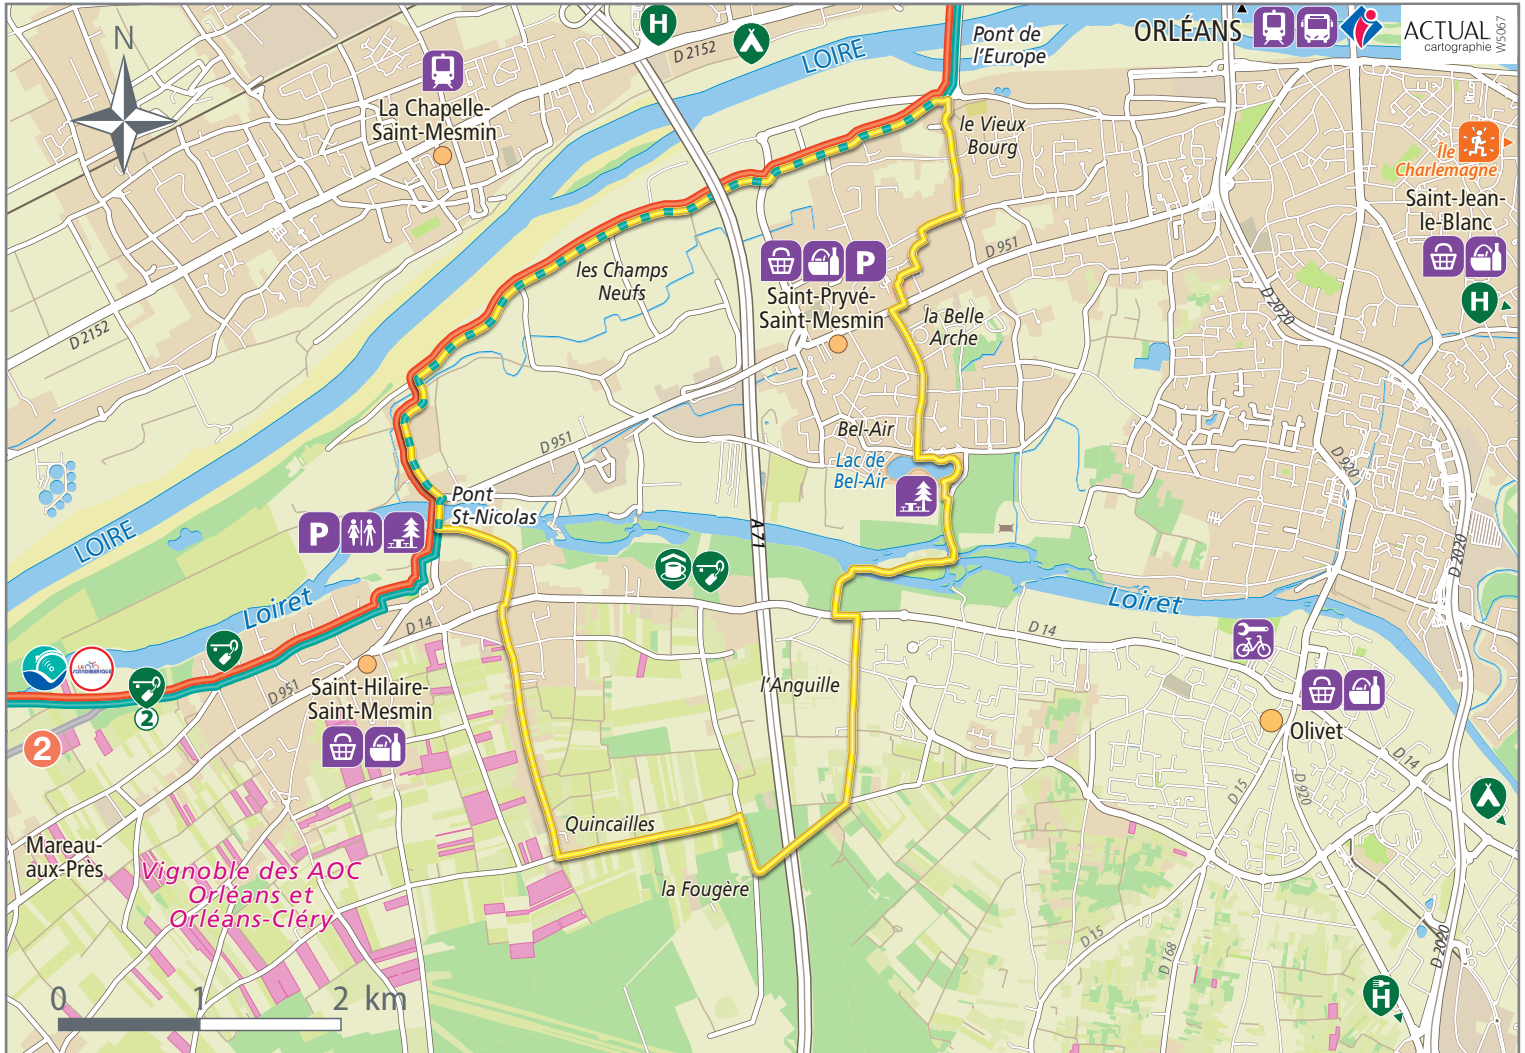 N
H
D 2152
LOIRE
Pont de
l'Europe
ORLÉANS
ACTUAL
cartographie
W5067
La Chapelle-
Saint-Mesmin
le Vieux
Bourg
Île
Charlemagne
Saint-Jean-
le-Blanc
H
D 951
les Champs
Neufs
P
Saint-Pryvé-
Saint-Mesmin
la Belle
Arche
D 2020
D 2152
D 951
Bel-Air
Lac de
Bel-Air
D 920
LOIRE
Pont
St-Nicolas
P
A 71
D 2020
Loiret
Loiret
D 14
D 14
LA
SCANDIBÉRIQUE
2
D 951
Saint-Hilaire-
Saint-Mesmin
l'Anguille
Olivet
2
D 14
D 15
D 920
Quincailles
Mareau-
aux-Près
Vignoble des AOC
Orléans et
Orléans-Cléry
la Fougère
D 15
D 168
D 2020
H
0 1 2 km